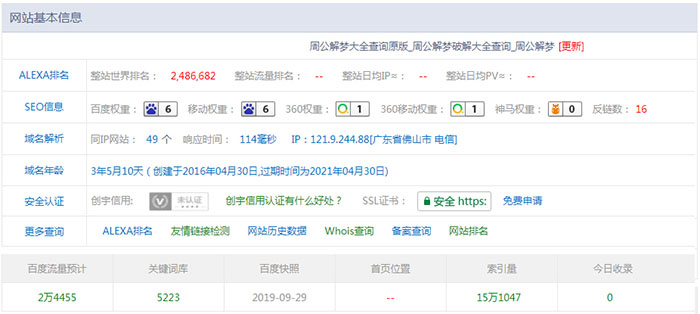 网站基本信息
周公解梦大全查询原版_周公解梦破解大全查询_周公解梦 [更新]
ALEXA排名 整站世界排名： 2,486,682 整站流量排名： -- 整站日均IP≈： -- 整站日均PV≈： --
SEO信息 百度权重： 6 移动权重： 6 360权重： 1 360移动权重： 1 神马权重： 0 反链数： 16
域名解析 同IP网站： 49 个 响应时间： 114毫秒 IP：121.9.244.88[广东省佛山市 电信]
域名年龄 3年5月10天（创建于2016年04月30日,过期时间为2021年04月30日)
安全认证 创宇信用: 未认证 创宇信用认证有什么好处？ SSL证书： 安全 https: 免费申请
更多查询 ALEXA排名 友情链接检测 网站历史数据 Whois查询 备案查询 网站排名
百度流量预计 关键词库 百度快照 首页位置 索引量 今日收录
2万4455 5223 2019-09-29 -- 15万1047 0